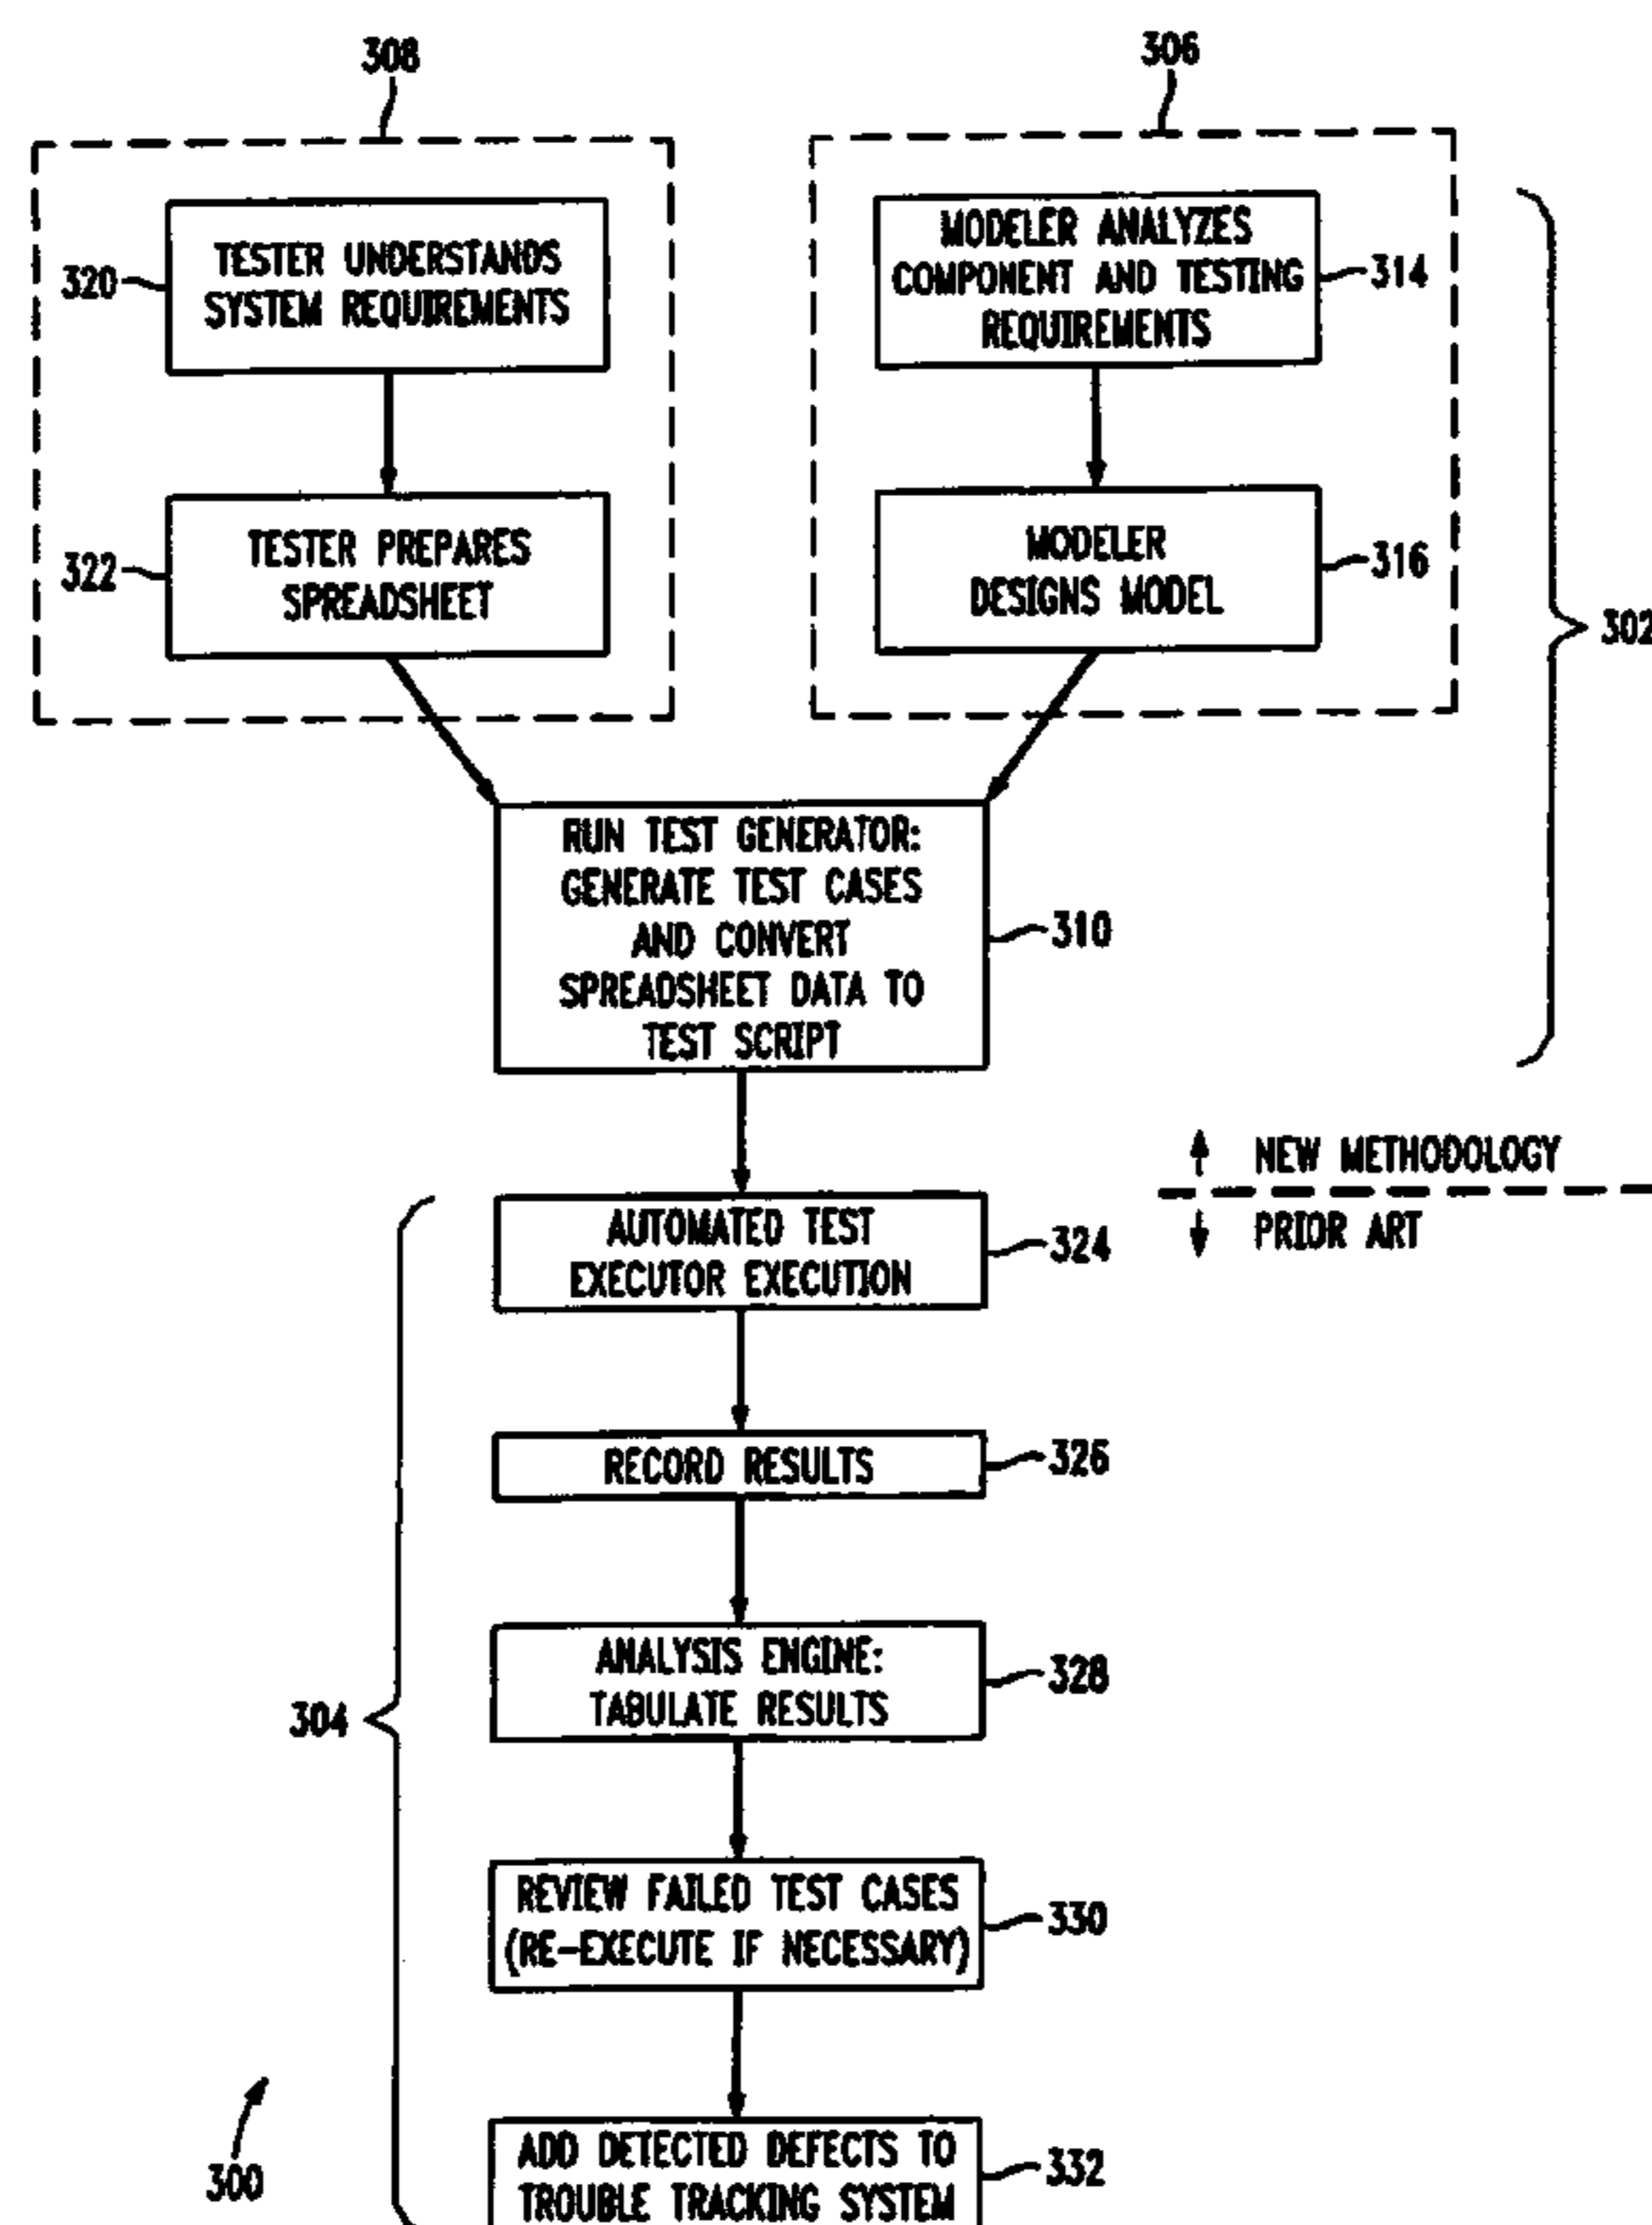 308
306
TESTER UNDERSTANDS
SYSTEM REQUIREMENTS
320
MODELER ANALYZES
COMPONENT AND TESTING
REQUIREMENTS
314
TESTER PREPARES
SPREADSHEET
322
MODELER
DESIGNS MODEL
316
302
RUN TEST GENERATOR:
GENERATE TEST CASES
AND CONVERT
SPREADSHEET DATA TO
TEST SCRIPT
310
NEW METHODOLOGY
PRIOR ART
AUTOMATED TEST
EXECUTOR EXECUTION
324
RECORD RESULTS
326
ANALYSIS ENGINE:
TABULATE RESULTS
328
304
REVIEW FAILED TEST CASES
(RE-EXECUTE IF NECESSARY)
330
ADD DETECTED DEFECTS TO
TROUBLE TRACKING SYSTEM
332
300